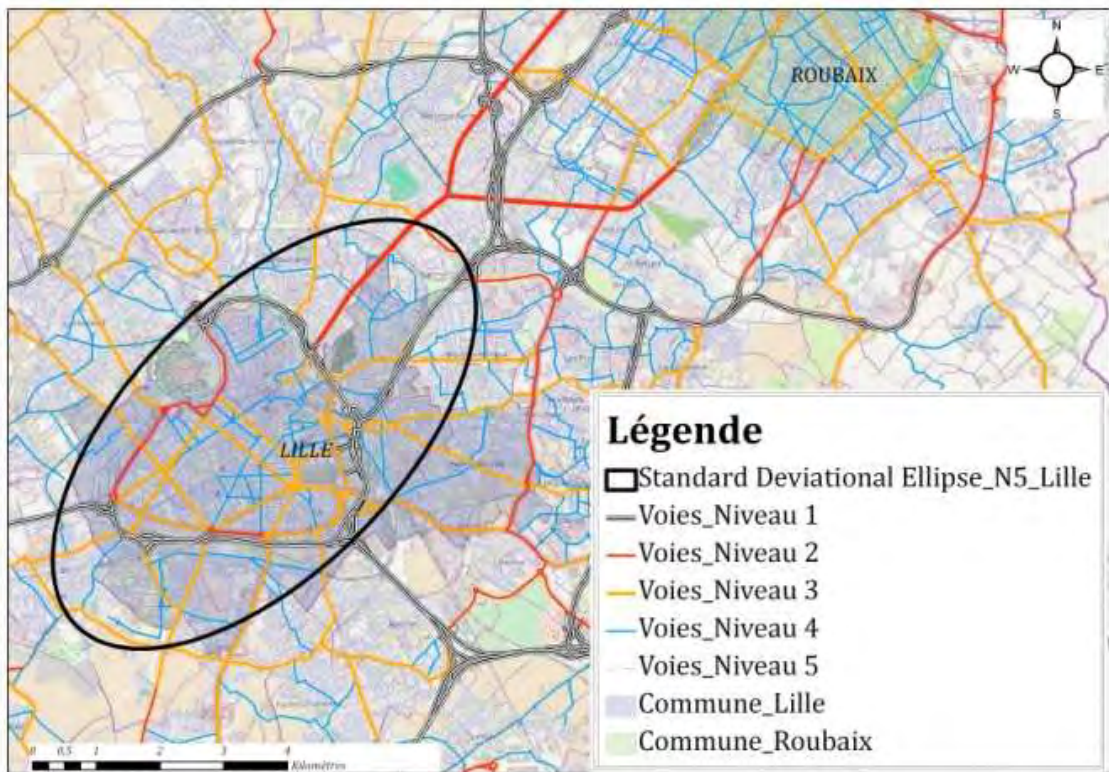 N
W E
S
ROUBAIX
LILLE
Légende
Standard Deviational Ellipse_N5_Lille
Voies_Niveau 1
Voies_Niveau 2
Voies_Niveau 3
Voies_Niveau 4
Voies_Niveau 5
Commune_Lille
Commune_Roubaix
0 0,5 1 2 3 4
Kilomètres